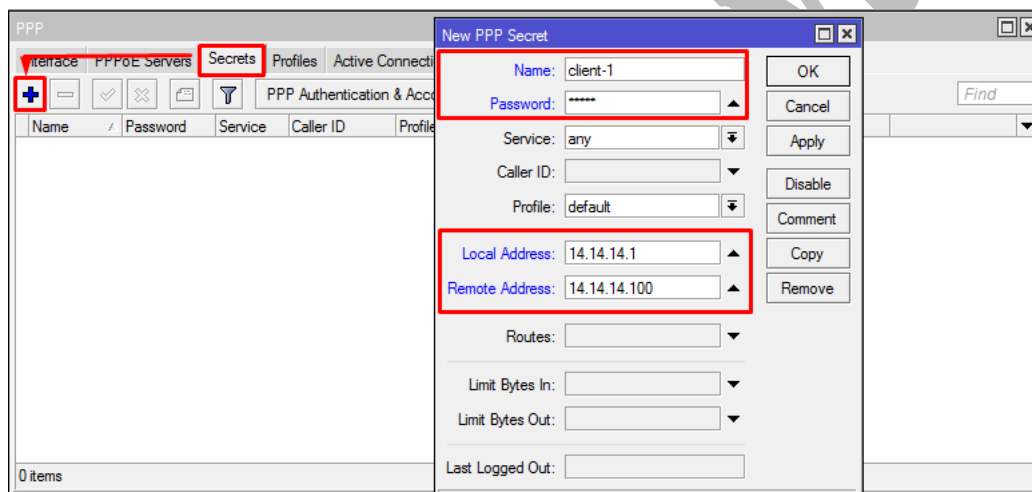 PPP
Interface PPPoE Servers Secrets Profiles Active Connecti
PPP Authentication & Acco
Find
Name Password Service Caller ID Profile
0 items
New PPP Secret
Name: client-1
Password: *****
Service: any
Caller ID:
Profile: default
Local Address: 14.14.14.1
Remote Address: 14.14.14.100
Routes:
Limit Bytes In:
Limit Bytes Out:
Last Logged Out:
OK
Cancel
Apply
Disable
Comment
Copy
Remove